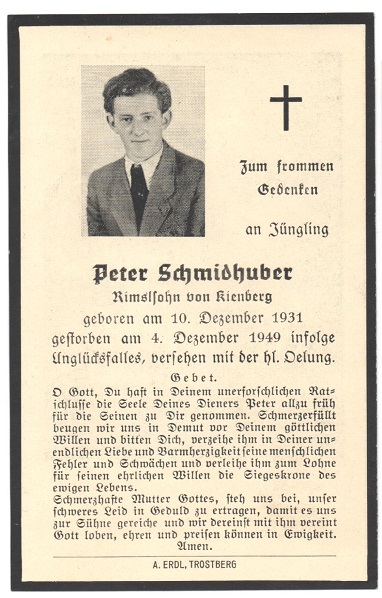 Zum frommen
Gedenken
an Jüngling
Peter Schmidhuber
Rimslsohn von Kienberg
geboren am 10. Dezember 1931
gestorben am 4. Dezember 1949 infolge
Unglücksfalles, versehen mit der hl. Oelung.
Gebet.
O Gott, Du hast in Deinem unerforschlichen Rat-
schlusse die Seele Deines Dieners Peter allzu früh
für die Seinen zu Dir genommen. Schmerzerfüllt
beugen wir uns in Demut vor Deinem göttlichen
Willen und bitten Dich, verzeihe ihm in Deiner un-
endlichen Liebe und Barmherzigkeit seine menschlichen
Fehler und Schwächen und verleihe ihm zum Lohne
für seinen ehrlichen Willen die Siegeskrone des
ewigen Lebens.
Schmerzhafte Mutter Gottes, steh uns bei, unser
schweres Leid in Geduld zu ertragen, damit es uns
zur Sühne gereiche und wir dereinst mit ihm vereint
Gott loben, ehren und preisen können in Ewigkeit.
Amen.
A. ERDL, TROSTBERG